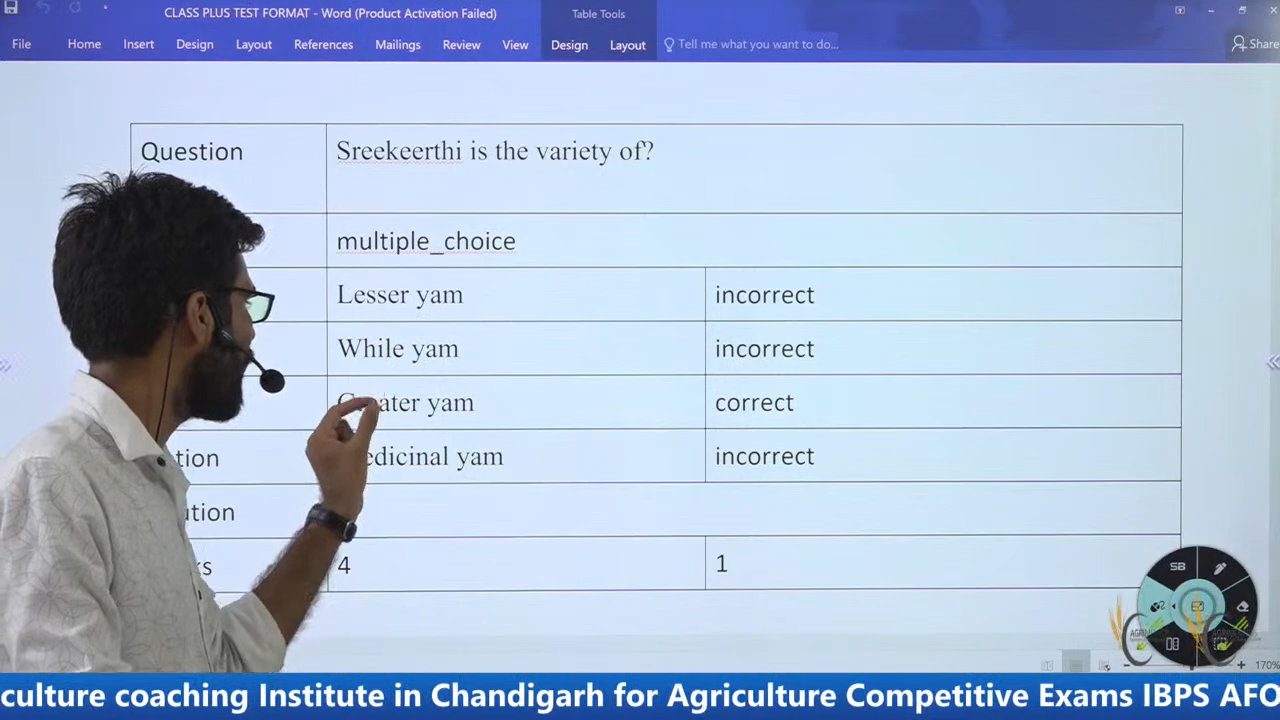 CLASS PLUS TEST FORMAT - Word (Product Activation Failed)
Table Tools
File Home Insert Design Layout References Mailings Review View Design Layout Tell me what you want to do... Share
Question Sreekeerthi is the variety of?
multiple_choice
Lesser yam incorrect
While yam incorrect
yam correct
yam incorrect
4 1
SB
170%
culture coaching Institute in Chandigarh for Agriculture Competitive Exams IBPS AFO